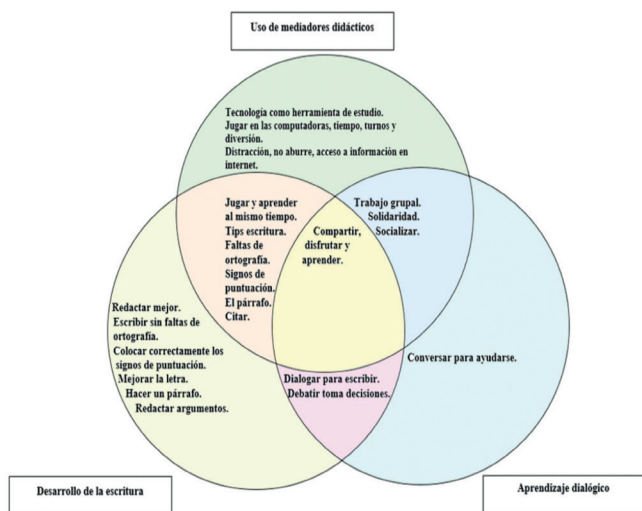 Uso de mediadores didácticos
Tecnología como herramienta de estudio.
Jugar en las computadoras, tiempo, turnos y
diversión.
Distracción, no aburre, acceso a información en
internet.
Jugar y aprender
al mismo tiempo.
Tips escritura.
Faltas de
ortografía.
Signos de
puntuación.
El párrafo.
Citar.
Trabajo grupal.
Solidaridad.
Socializar.
Compartir,
disfrutar y
aprender.
Redactar mejor.
Escribir sin faltas de
ortografía.
Colocar correctamente los
signos de puntuación.
Mejorar la letra.
Hacer un párrafo.
Redactar argumentos.
Dialogar para escribir.
Debatir toma decisiones.
Conversar para ayudarse.
Desarrollo de la escritura
Aprendizaje dialógico